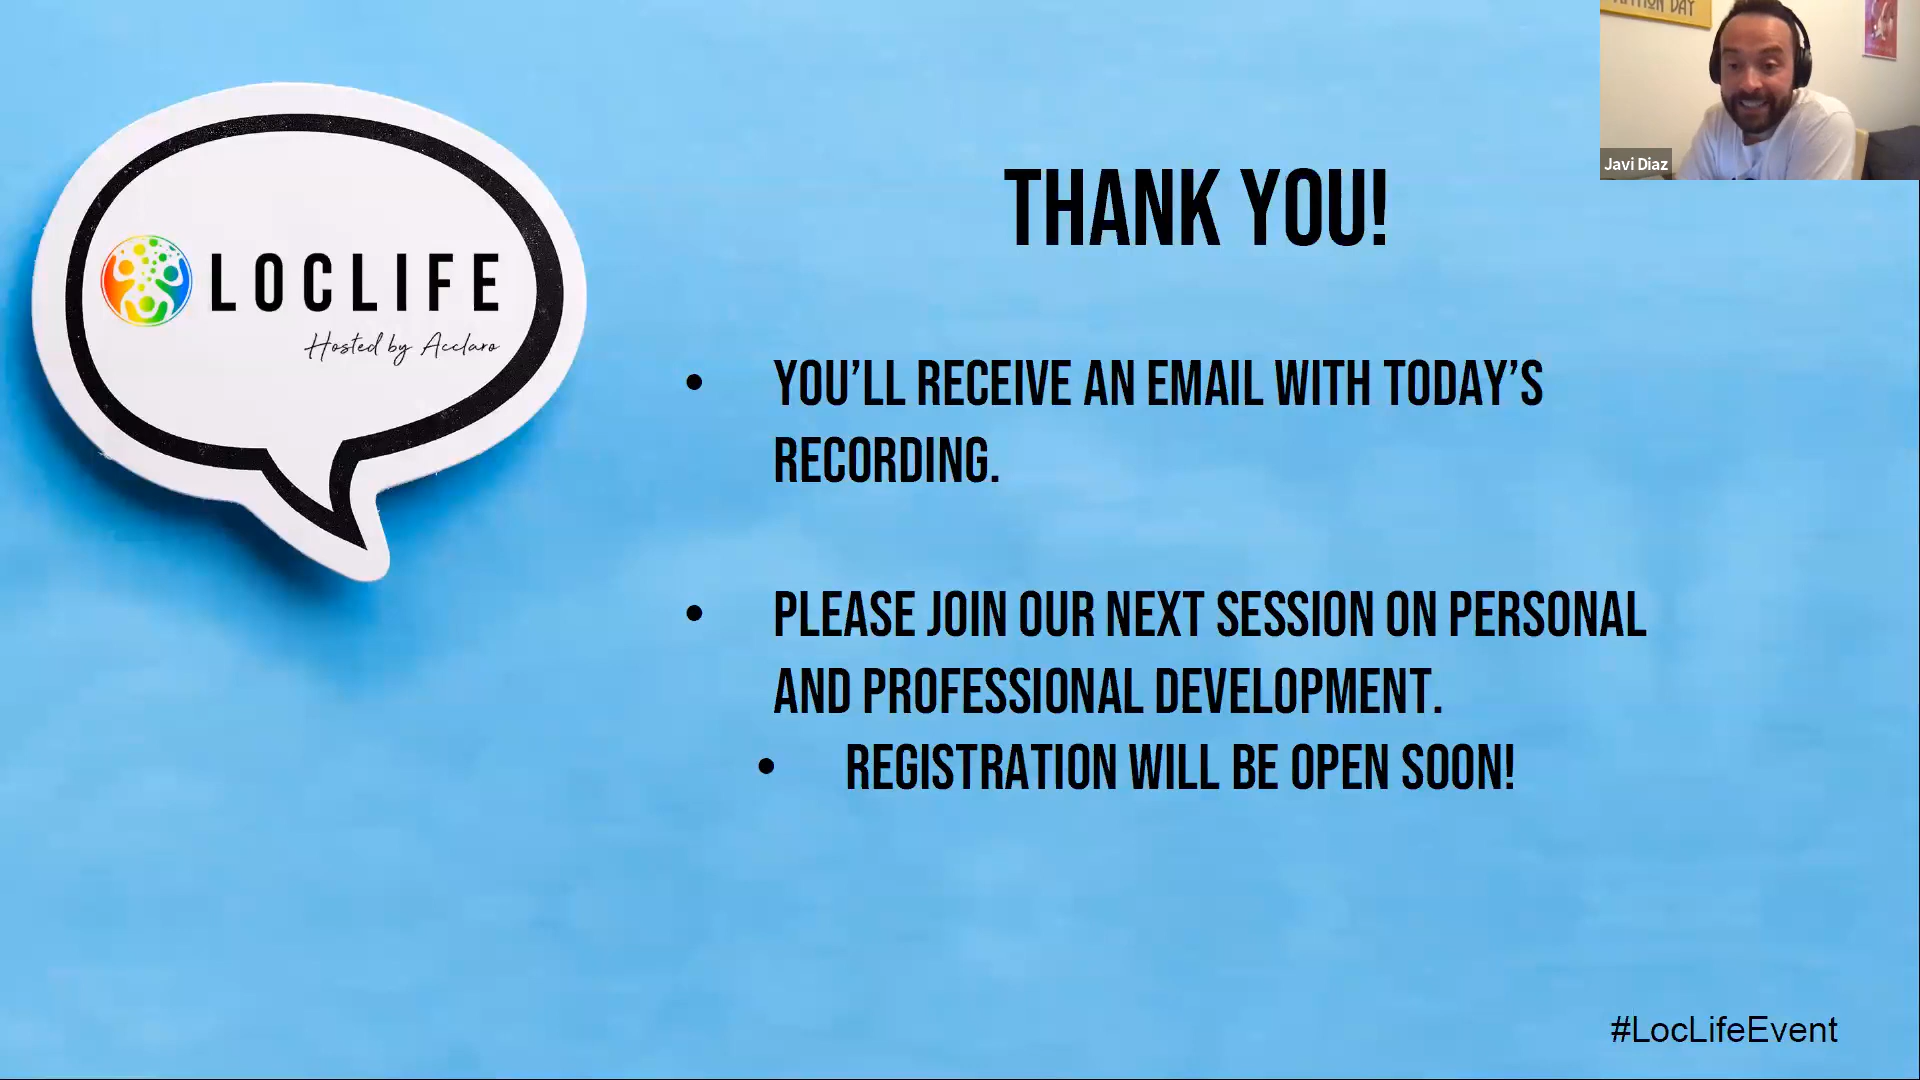 LOCLIFE
Hosted by Acclaro
THANK YOU!
• YOU’LL RECEIVE AN EMAIL WITH TODAY’S
RECORDING.
• PLEASE JOIN OUR NEXT SESSION ON PERSONAL
AND PROFESSIONAL DEVELOPMENT.
• REGISTRATION WILL BE OPEN SOON!
#LocLifeEvent
DAY
Javi Diaz